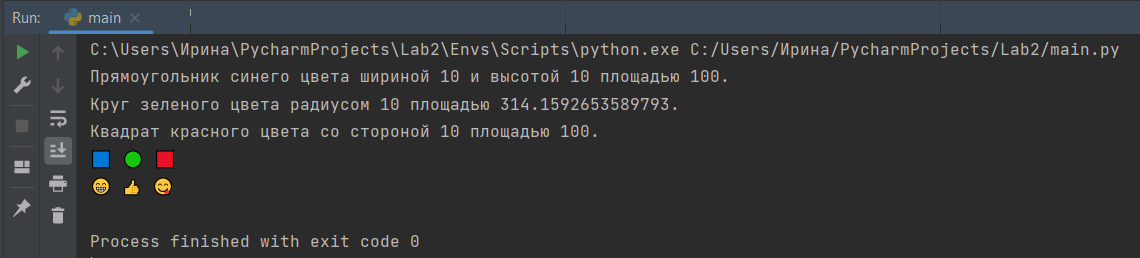 Run: main
C:\Users\Ирина\PycharmProjects\Lab2\Envs\Scripts\python.exe C:/Users/Ирина/PycharmProjects/Lab2/main.py
Прямоугольник синего цвета шириной 10 и высотой 10 площадью 100.
Круг зеленого цвета радиусом 10 площадью 314.1592653589793.
Квадрат красного цвета со стороной 10 площадью 100.
🟦 🟢 🟥
😁 👍 😋
Process finished with exit code 0